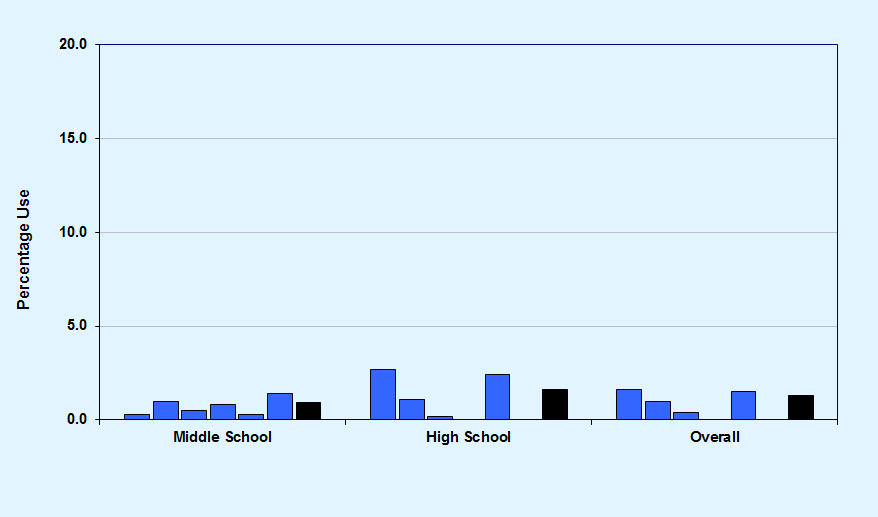 20.0
15.0
10.0
5.0
0.0
Percentage Use
Middle School
High School
Overall